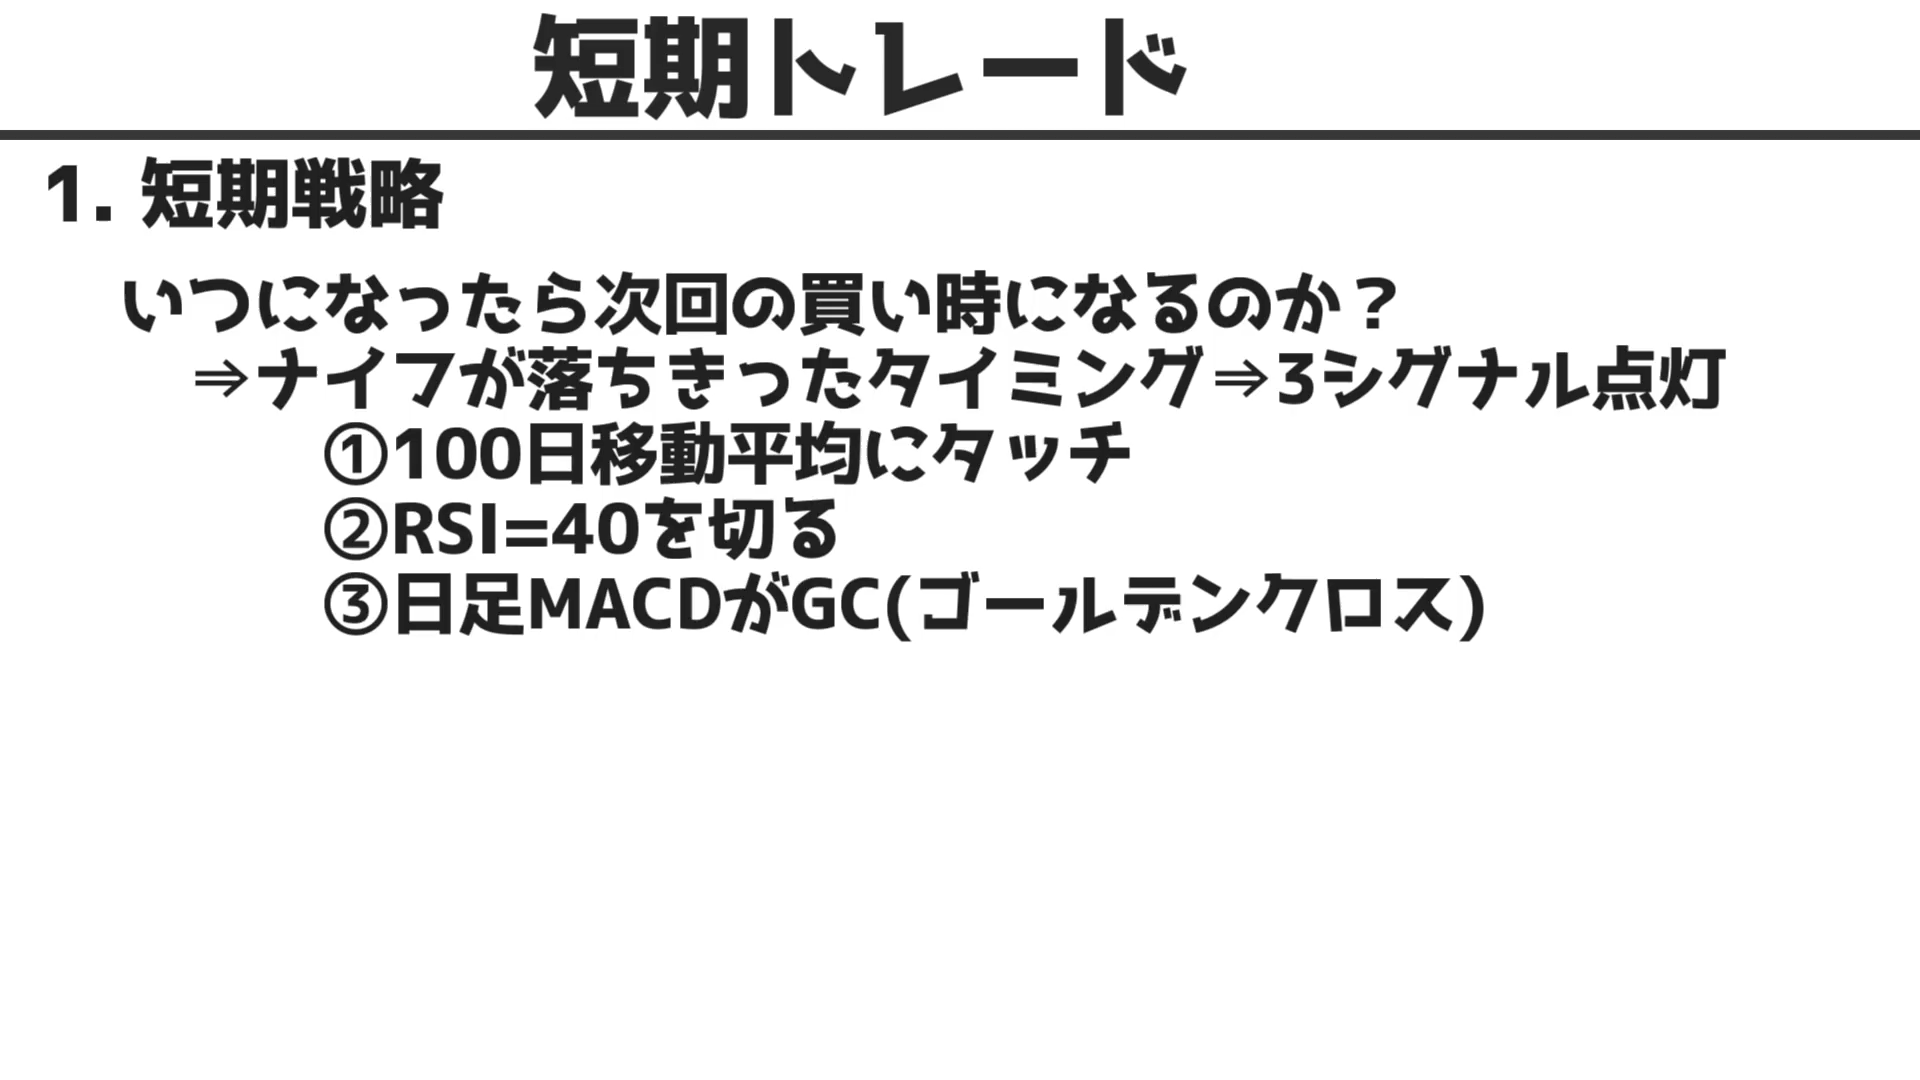 短期トレード
1. 短期戦略
いつになったら次回の買い時になるのか？
⇒ナイフが落ちきったタイミング⇒3シグナル点灯
①100日移動平均にタッチ
②RSI=40を切る
③日足MACDがGC(ゴールデンクロス)